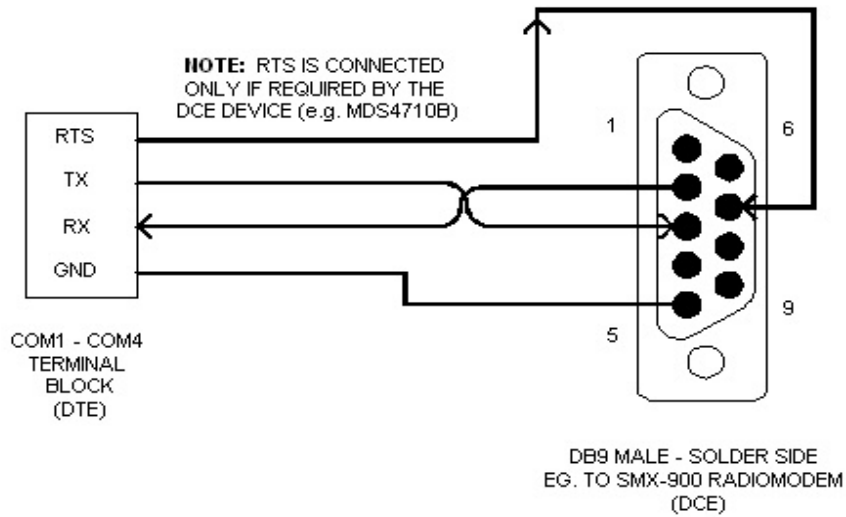 NOTE: RTS IS CONNECTED
ONLY IF REQUIRED BY THE
DCE DEVICE (e.g. MDS4710B)
RTS
TX
RX
GND
COM1 - COM4
TERMINAL
BLOCK
(DTE)
1
6
5
9
DB9 MALE - SOLDER SIDE
EG. TO SMX-900 RADIOMODEM
(DCE)